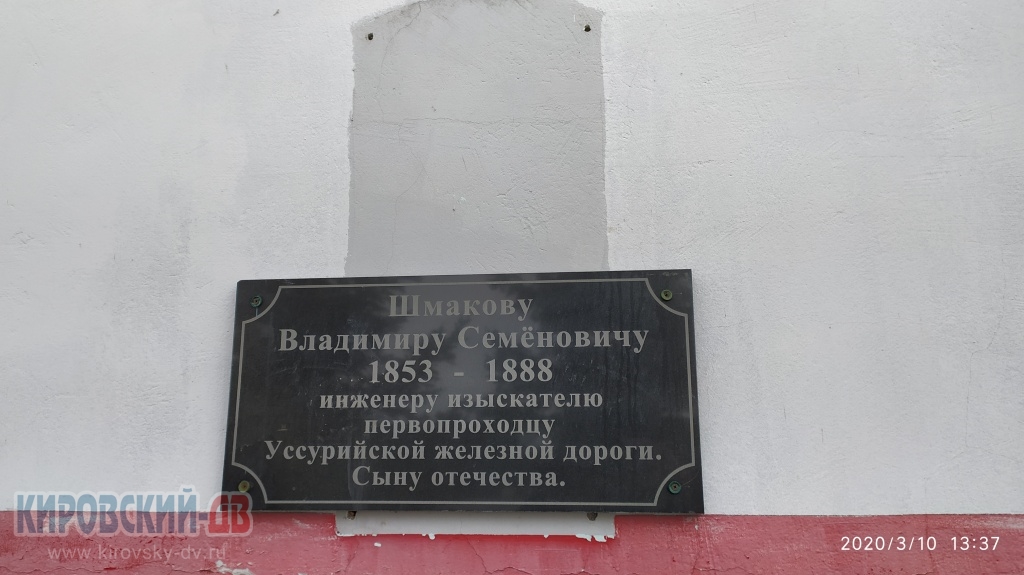 Шмакову
Владимиру Семёновичу
1853 - 1888
инженеру изыскателю
первопроходцу
Уссурийской железной дороги.
Сыну отечества.
КИРОВСКИЙ-ДВ
www.kirovsky-dv.ru
2020/3/10 13:37